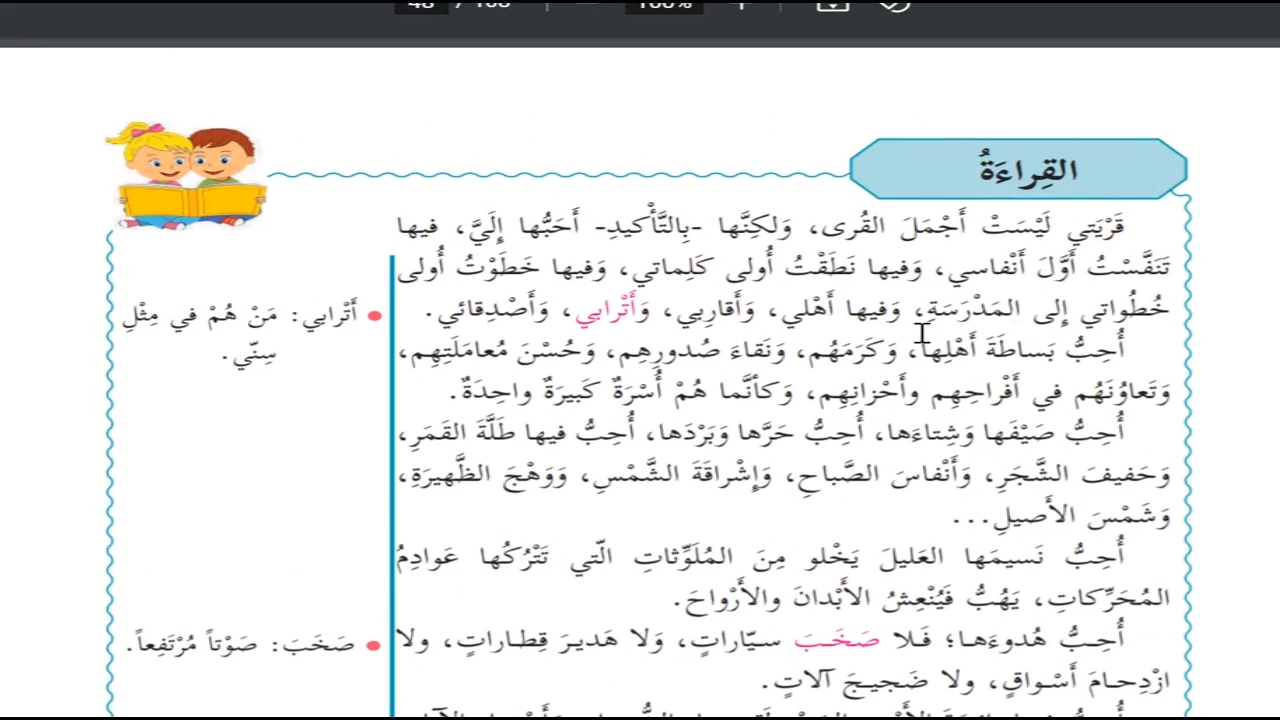 100%
القِراءَةُ
قَرْيَتي لَيْسَتْ أَجْمَلَ القُرى، وَلكِنَّها -بِالتَّأْكيدِ- أَحَبُّها إِلَيَّ، فيها
تَنَفَّسْتُ أَوَّلَ أَنْفاسي، وَفيها نَطَقْتُ أُولى كَلِماتي، وَفيها خَطَوْتُ أُولى
خُطُواتي إِلى المَدْرَسَةِ، وَفيها أَهْلي، وَأَقارِبي، وَأَتْرابي، وَأَصْدِقائي.
أُحِبُّ بَساطَةَ أَهْلِها، وَكَرَمَهُم، وَنَقاءَ صُدورِهِم، وَحُسْنَ مُعامَلَتِهِم،
وَتَعاوُنَهُم في أَفْراحِهِم وأَحْزانِهِم، وَكأنَّما هُمْ أُسْرَةٌ كَبيرَةٌ واحِدَةٌ.
أُحِبُّ صَيْفَها وَشِتاءَها، أُحِبُّ حَرَّها وَبَرْدَها، أُحِبُّ فيها طَلَّةَ القَمَرِ،
وَحَفيفَ الشَّجَرِ، وَأَنْفاسَ الصَّباحِ، وَإِشْراقَةَ الشَّمْسِ، وَوَهْجَ الظَّهيرَةِ،
وَشَمْسَ الأَصيلِ...
أُحِبُّ نَسيمَها العَليلَ يَخْلو مِنَ المُلَوِّثاتِ الّتي تَتْرُكُها عَوادِمُ
المُحَرِّكاتِ، يَهُبُّ فَيُنْعِشُ الأَبْدانَ والأَرْواحَ.
أُحِبُّ هُدوءَها؛ فَلا صَخَبَ سيّاراتٍ، وَلا هَديرَ قِطاراتٍ، ولا
ازْدِحامَ أَسْواقٍ، ولا ضَجيجَ آلاتٍ.
أَتْرابي: مَنْ هُمْ في مِثْلِ
سِنّي.
صَخَبَ: صَوْتاً مُرْتَفِعاً.